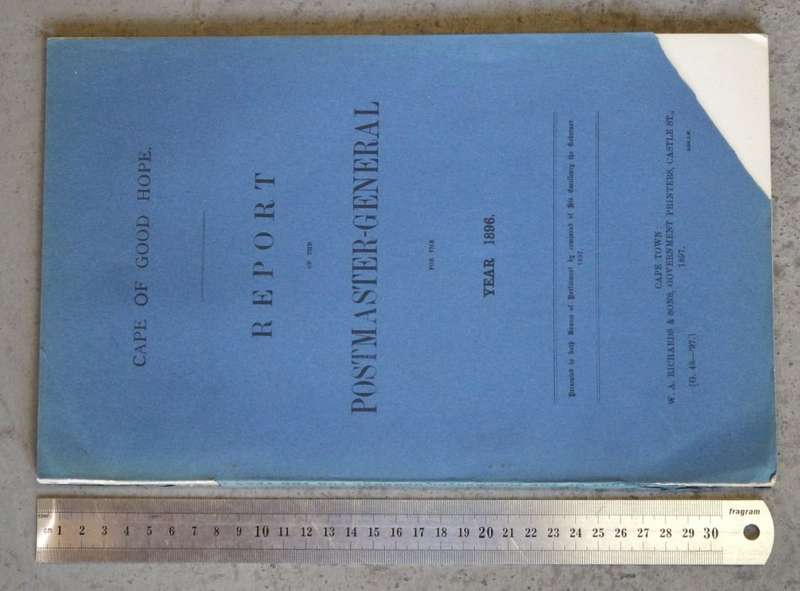 CAPE OF GOOD HOPE.
REPORT
OF THE
POSTMASTER-GENERAL
FOR THE
YEAR 1896.
Presented to both Houses of Parliament by command of His Excellency the Governor
1897.
CAPE TOWN:
W. A. RICHARDS & SONS, GOVERNMENT PRINTERS, CASTLE ST.,
1897.
fragram
cm 1 2 3 4 5 6 7 8 9 10 11 12 13 14 15 16 17 18 19 20 21 22 23 24 25 26 27 28 29 30